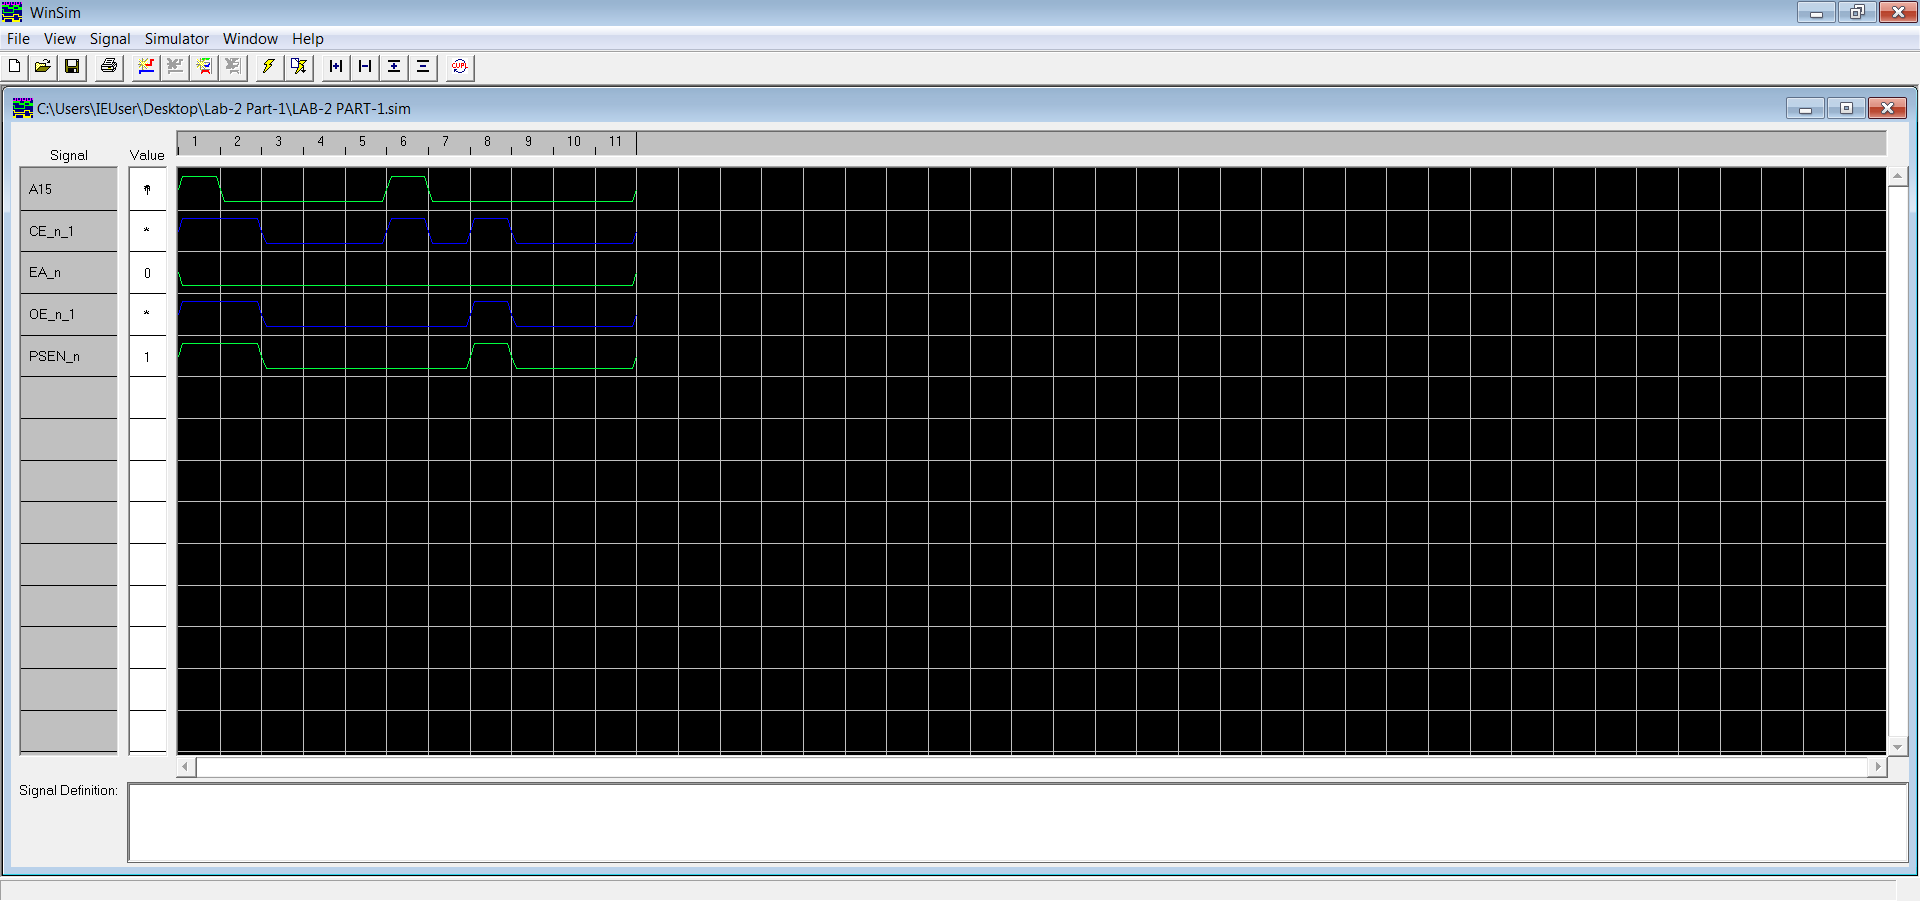 WinSim
File View Signal Simulator Window Help
CUP
C:\Users\IEUser\Desktop\Lab-2 Part-1\LAB-2 PART-1.sim
Signal Value 1 2 3 4 5 6 7 8 9 10 11
A15
CE_n_1 *
EA_n 0
OE_n_1 *
PSEN_n 1
Signal Definition: